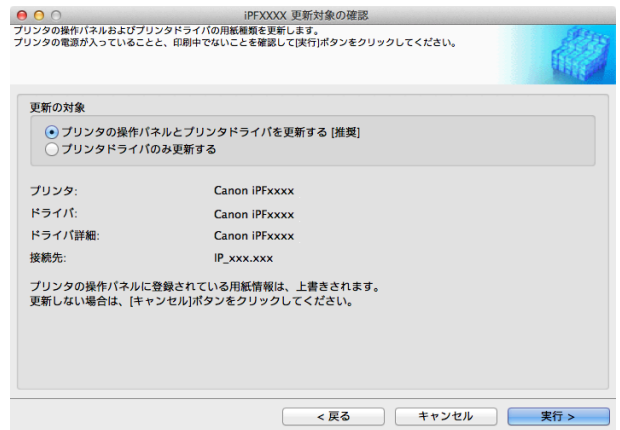 iPFXXXX 更新対象の確認
プリンタの操作パネルおよびプリンタドライバの用紙種類を更新します。
プリンタの電源が入っていることと、印刷中でないことを確認して[実行]ボタンをクリックしてください。
更新の対象
プリンタの操作パネルとプリンタドライバを更新する [推奨]
プリンタドライバのみ更新する
プリンタ: Canon iPFxxxx
ドライバ: Canon iPFxxxx
ドライバ詳細: Canon iPFxxxx
接続先: IP_xxx.xxx
プリンタの操作パネルに登録されている用紙情報は、上書きされます。
更新しない場合は、[キャンセル]ボタンをクリックしてください。
< 戻る キャンセル 実行 >